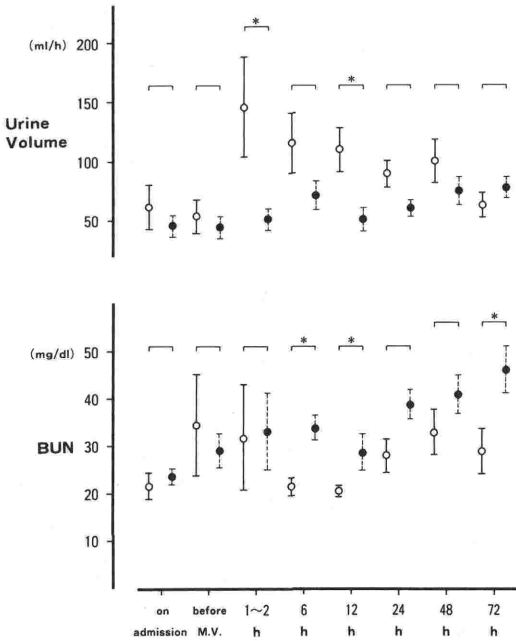 *
(ml/h) 200
*
150
Urine
Volume
100
50
(mg/dl)
*
50
* *
40
BUN
30
20
10
on before 1~2 6 12 24 48 72
admission M.V. h h h h h h